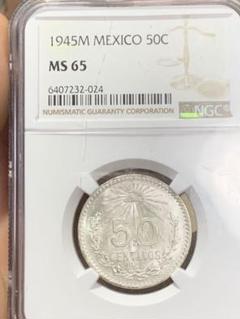 1945M MEXICO 50C
MS 65
6407232-024
NUMISMATIC GUARANTY CORPORATION
NGC
50
CENTAVOS